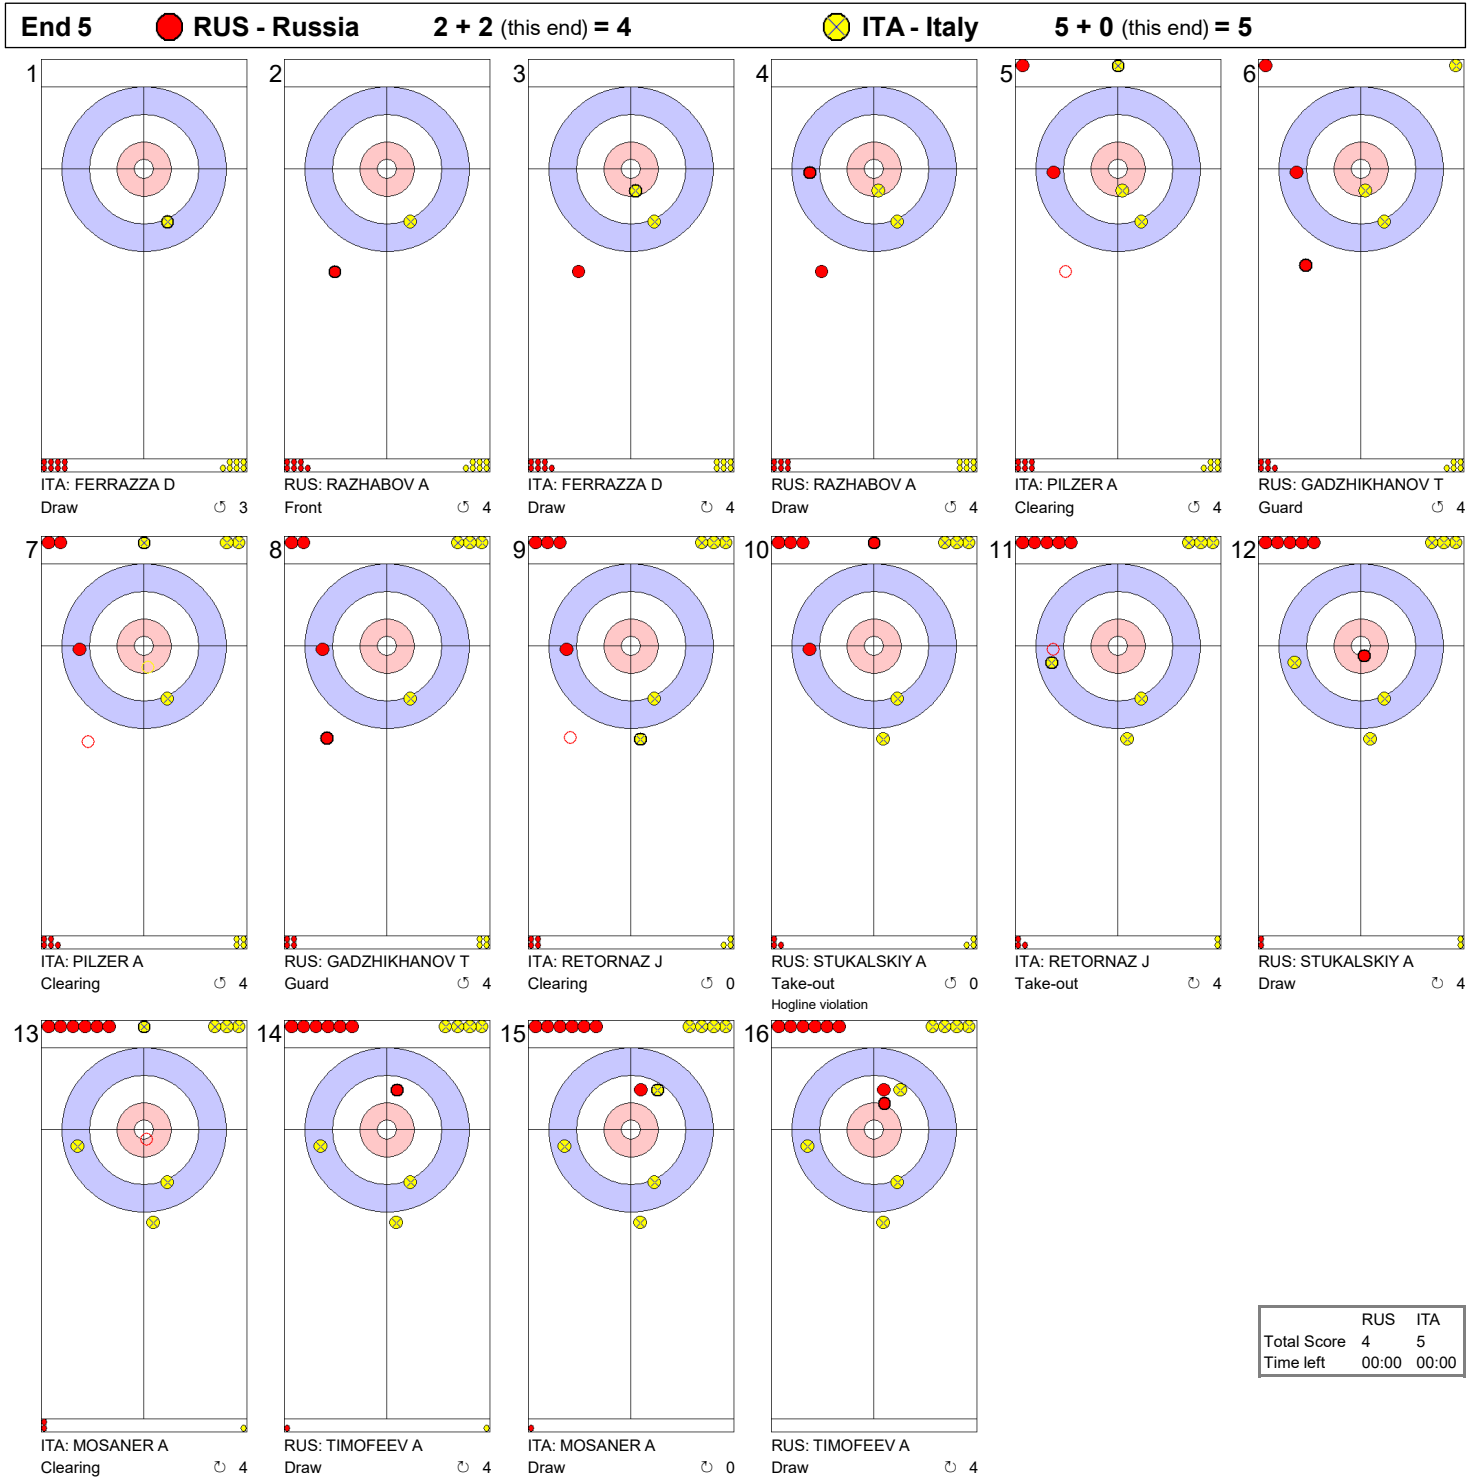 End 5 RUS - Russia 2 + 2 (this end) = 4 ITA - Italy 5 + 0 (this end) = 5
1 2 3 4 5 6
ITA: FERRAZZA D RUS: RAZHABOV A ITA: FERRAZZA D RUS: RAZHABOV A ITA: PILZER A RUS: GADZHIKHANOV T
Draw 3 Front 4 Draw 4 Draw 4 Clearing 4 Guard 4
7 8 9 10 11 12
ITA: PILZER A RUS: GADZHIKHANOV T ITA: RETORNAZ J RUS: STUKALSKIY A ITA: RETORNAZ J RUS: STUKALSKIY A
Clearing 4 Guard 4 Clearing 0 Take-out 0 Take-out 4 Draw 4
Hogline violation
13 14 15 16
RUS ITA
Total Score 4 5
Time left 00:00 00:00
ITA: MOSANER A RUS: TIMOFEEV A ITA: MOSANER A RUS: TIMOFEEV A
Clearing 4 Draw 4 Draw 0 Draw 4